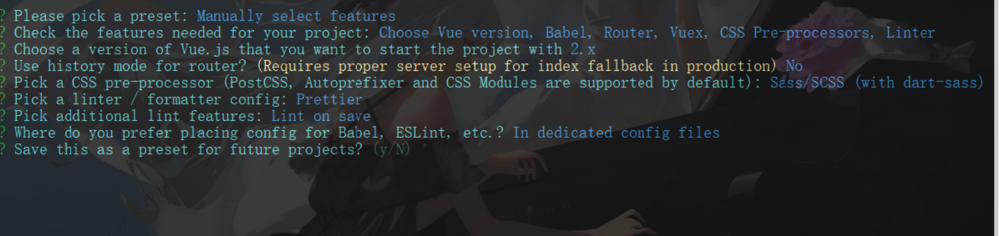 ? Please pick a preset: Manually select features
? Check the features needed for your project: Choose Vue version, Babel, Router, Vuex, CSS Pre-processors, Linter
? Choose a version of Vue.js that you want to start the project with 2.x
? Use history mode for router? (Requires proper server setup for index fallback in production) No
? Pick a CSS pre-processor (PostCSS, Autoprefixer and CSS Modules are supported by default): Sass/SCSS (with dart-sass)
? Pick a linter / formatter config: Prettier
? Pick additional lint features: Lint on save
? Where do you prefer placing config for Babel, ESLint, etc.? In dedicated config files
? Save this as a preset for future projects? (y/N)